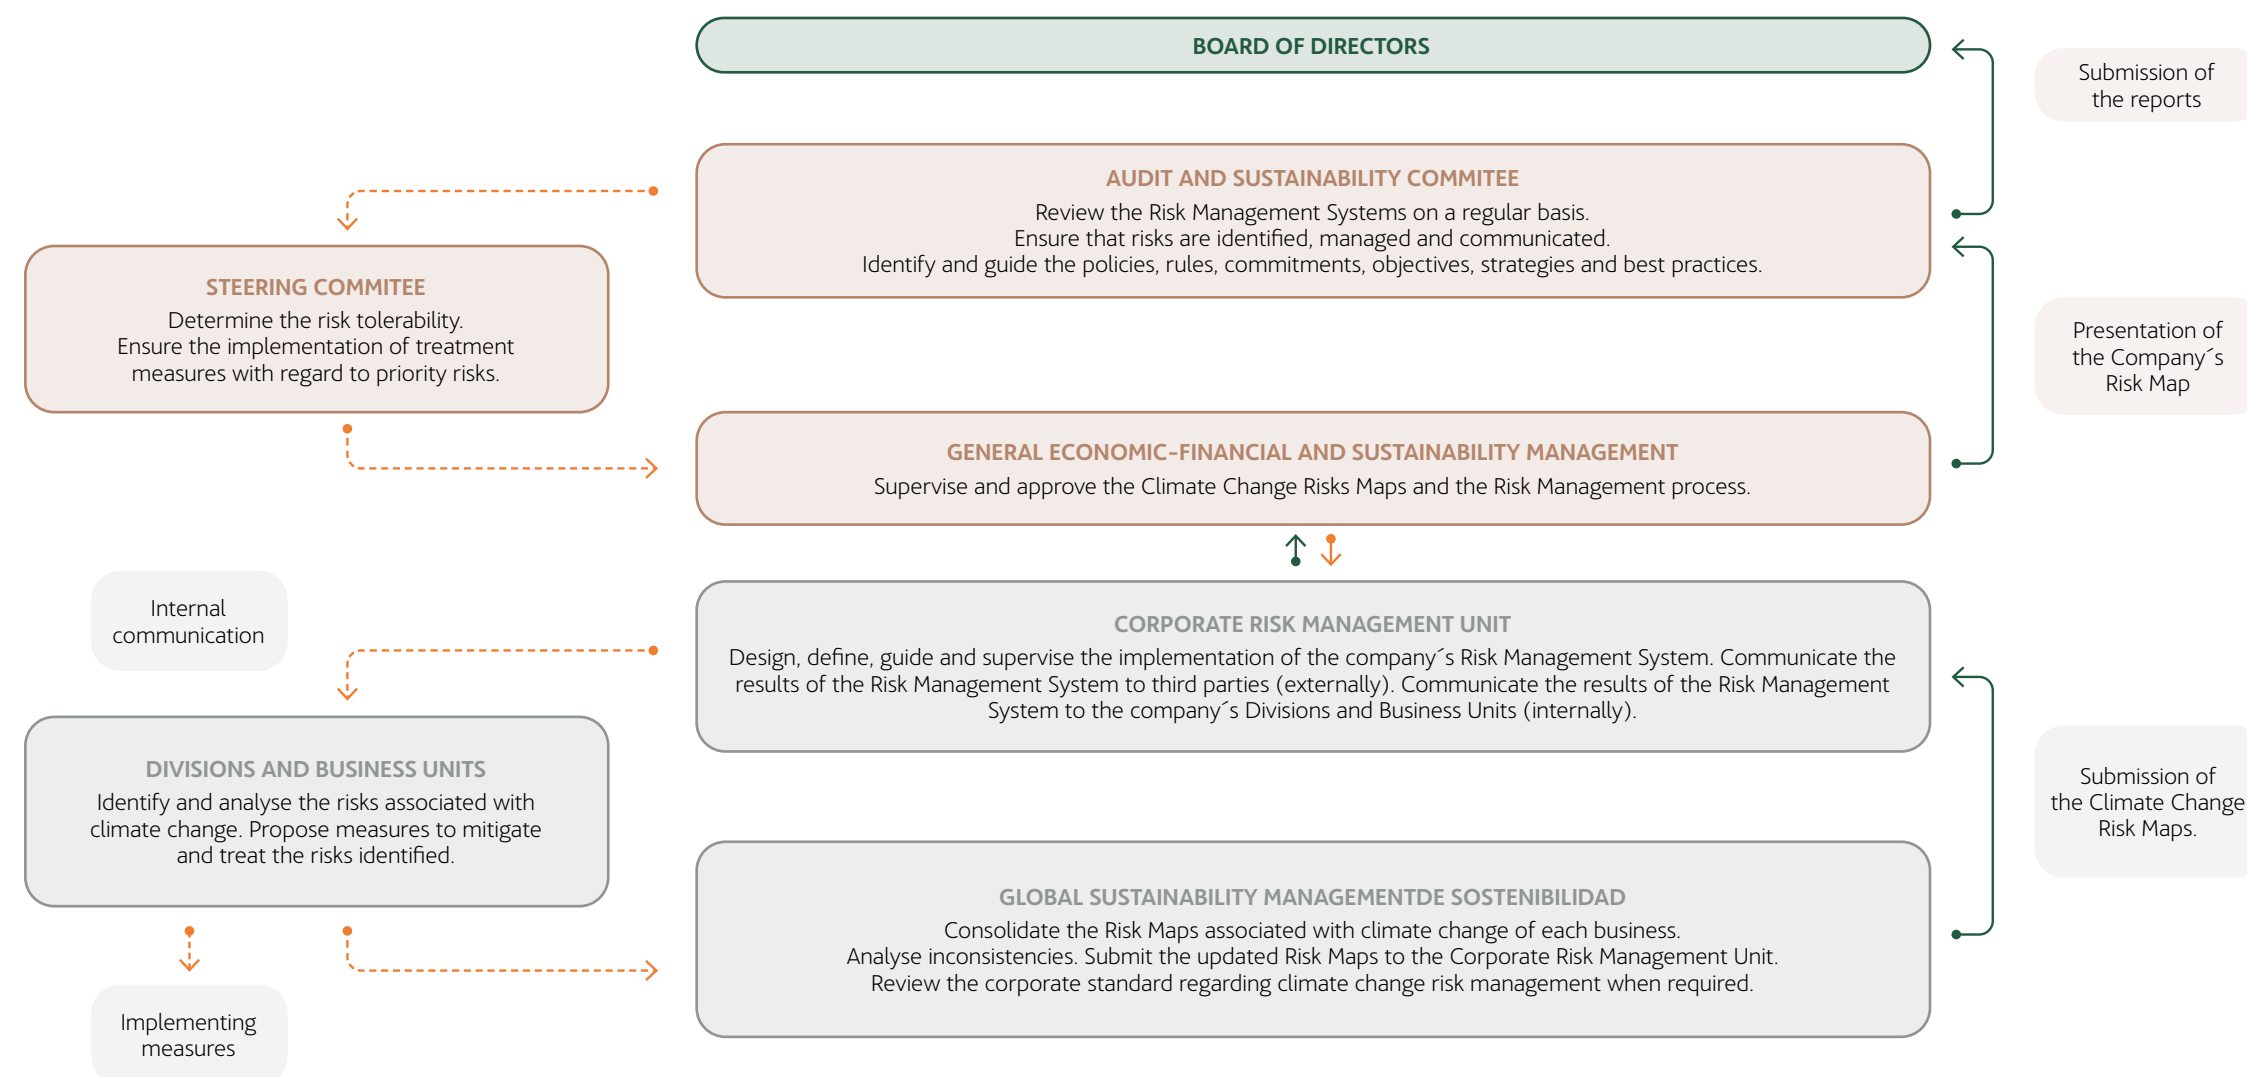 BOARD OF DIRECTORS
Submission of
the reports
AUDIT AND SUSTAINABILITY COMMITEE
Review the Risk Management Systems on a regular basis.
Ensure that risks are identified, managed and communicated.
Identify and guide the policies, rules, commitments, objectives, strategies and best practices.
STEERING COMMITEE
Determine the risk tolerability.
Ensure the implementation of treatment
measures with regard to priority risks.
Presentation of
the Company´s
Risk Map
GENERAL ECONOMIC-FINANCIAL AND SUSTAINABILITY MANAGEMENT
Supervise and approve the Climate Change Risks Maps and the Risk Management process.
Internal
communication
CORPORATE RISK MANAGEMENT UNIT
Design, define, guide and supervise the implementation of the company´s Risk Management System. Communicate the
results of the Risk Management System to third parties (externally). Communicate the results of the Risk Management
System to the company´s Divisions and Business Units (internally).
DIVISIONS AND BUSINESS UNITS
Identify and analyse the risks associated with
climate change. Propose measures to mitigate
and treat the risks identified.
Submission of
the Climate Change
Risk Maps.
GLOBAL SUSTAINABILITY MANAGEMENTDE SOSTENIBILIDAD
Consolidate the Risk Maps associated with climate change of each business.
Analyse inconsistencies. Submit the updated Risk Maps to the Corporate Risk Management Unit.
Review the corporate standard regarding climate change risk management when required.
Implementing
measures